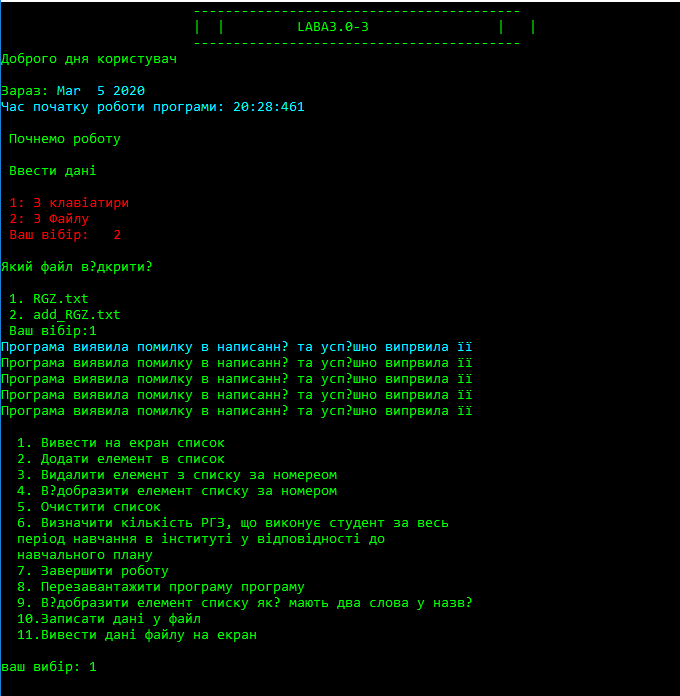 ----------------------------------------
| | LABA3.0-3 | |
----------------------------------------
Доброго дня користувач
Зараз: Mar 5 2020
Час початку роботи програми: 20:28:461
Почнемо роботу
Ввести дані
1: З клавіатири
2: З Файлу
Ваш вібір: 2
Який файл в?дкрити?
1. RGZ.txt
2. add_RGZ.txt
Ваш вібір:1
Програма виявила помилку в написанн? та усп?шно випрвила її
Програма виявила помилку в написанн? та усп?шно випрвила її
Програма виявила помилку в написанн? та усп?шно випрвила її
Програма виявила помилку в написанн? та усп?шно випрвила її
Програма виявила помилку в написанн? та усп?шно випрвила її
1. Вивести на екран список
2. Додати елемент в список
3. Видалити елемент з списку за номереом
4. В?добразити елемент списку за номером
5. Очистити список
6. Визначити кількість РГЗ, що виконує студент за весь
період навчання в інституті у відповідності до
навчального плану
7. Завершити роботу
8. Перезавантажити програму програму
9. В?добразити елемент списку як? мають два слова у назв?
10.Записати дані у файл
11.Вивести дані файлу на екран
ваш вибір: 1